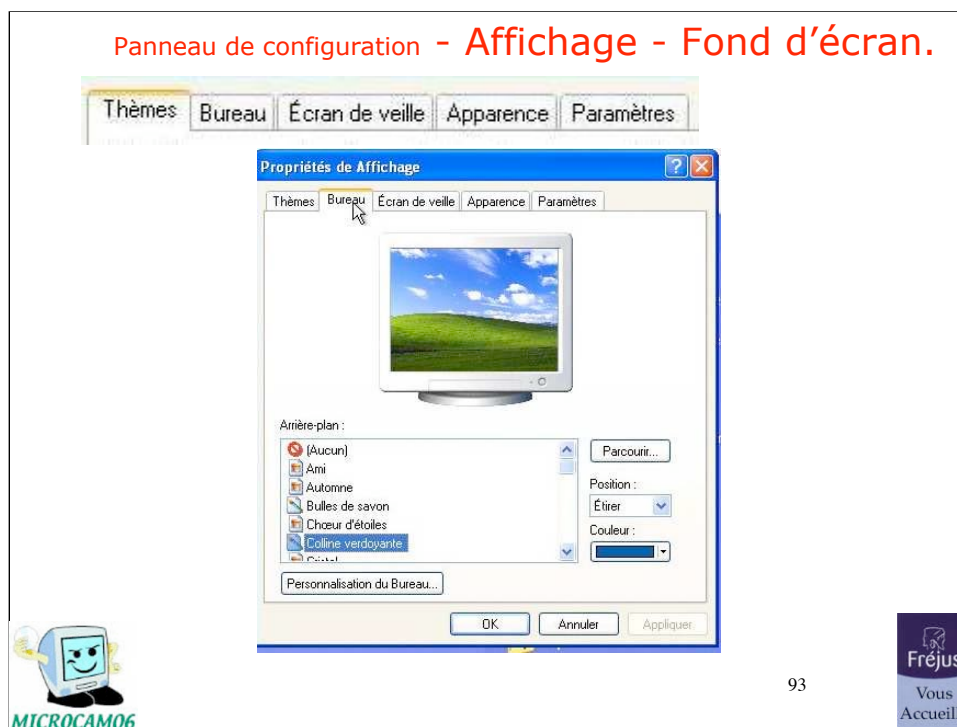 Panneau de configuration - Affichage - Fond d'écran.
Thèmes Bureau Écran de veille Apparence Paramètres
Propriétés de Affichage
Thèmes Bureau Écran de veille Apparence Paramètres
Arrière-plan :
(Aucun)
Ami
Automne
Bulles de savon
Chœur d'étoiles
Colline verdoyante
Cristal
Parcourir...
Position :
Étirer
Couleur :
Personnalisation du Bureau...
OK Annuler Appliquer
93
MICROCAM06
Fréjus
Vous
Accueill